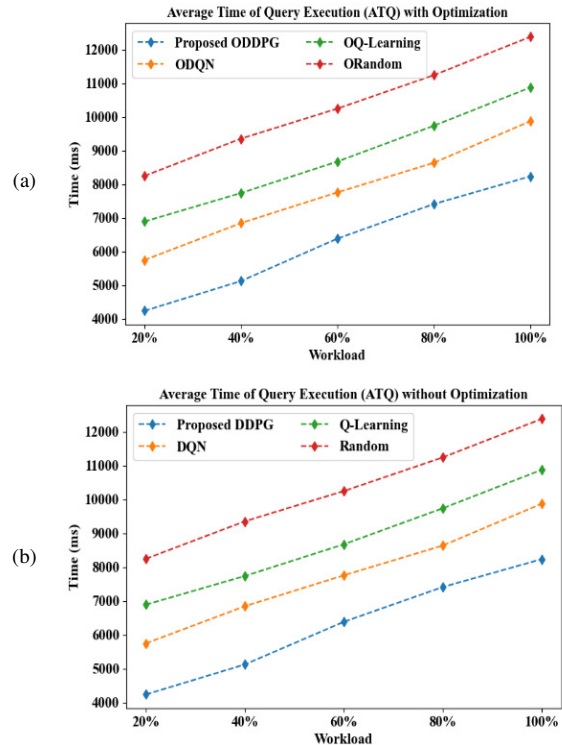 Average Time of Query Execution (ATQ) with Optimization
Proposed ODDPG
OQ-Learning
ODQN
ORandom
12000
11000
10000
9000
8000
7000
6000
5000
4000
Time (ms)
(a)
20% 40% 60% 80% 100%
Workload
Average Time of Query Execution (ATQ) without Optimization
Proposed DDPG
Q-Learning
DQN
Random
12000
11000
10000
9000
8000
7000
6000
5000
4000
Time (ms)
(b)
20% 40% 60% 80% 100%
Workload